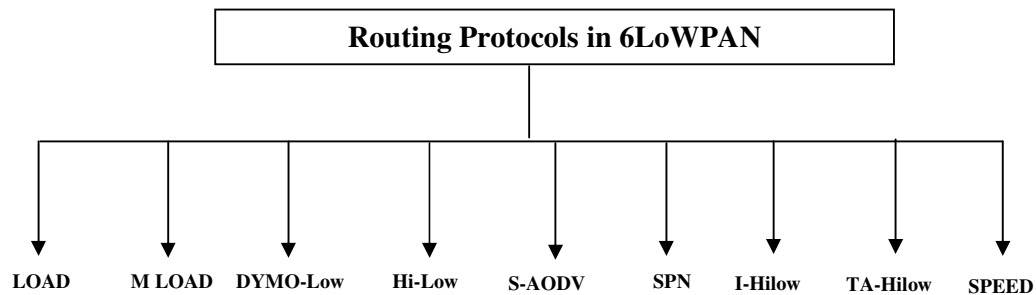 Routing Protocols in 6LoWPAN
LOAD
M LOAD
DYMO-Low
Hi-Low
S-AODV
SPN
I-Hilow
TA-Hilow
SPEED